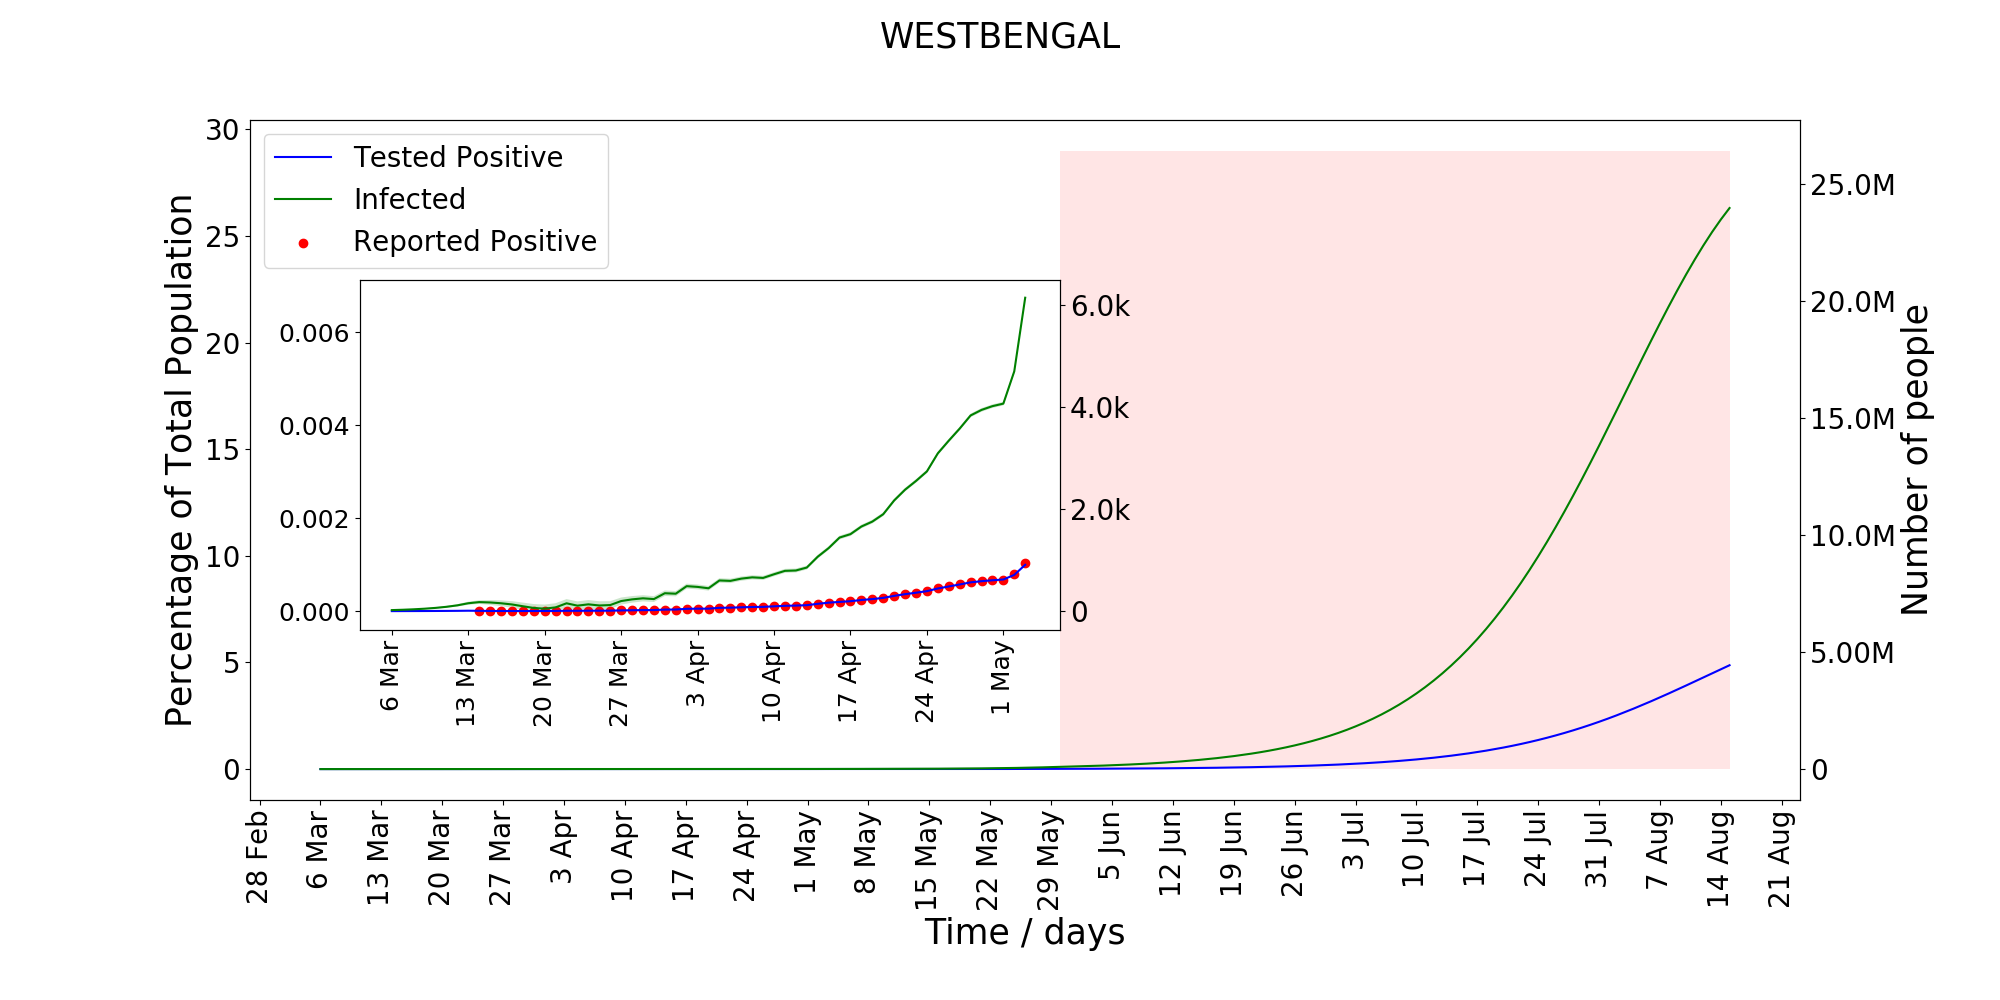 WESTBENGAL
Percentage of Total Population
30
25
20
15
10
5
0
Tested Positive
Infected
Reported Positive
0.006
0.004
0.002
0.000
6.0k
4.0k
2.0k
0
6 Mar
13 Mar
20 Mar
27 Mar
3 Apr
10 Apr
17 Apr
24 Apr
1 May
25.0M
20.0M
15.0M
10.0M
5.00M
0
Number of people
28 Feb
6 Mar
13 Mar
20 Mar
27 Mar
3 Apr
10 Apr
17 Apr
24 Apr
1 May
8 May
15 May
22 May
29 May
5 Jun
12 Jun
19 Jun
26 Jun
3 Jul
10 Jul
17 Jul
24 Jul
31 Jul
7 Aug
14 Aug
21 Aug
Time / days